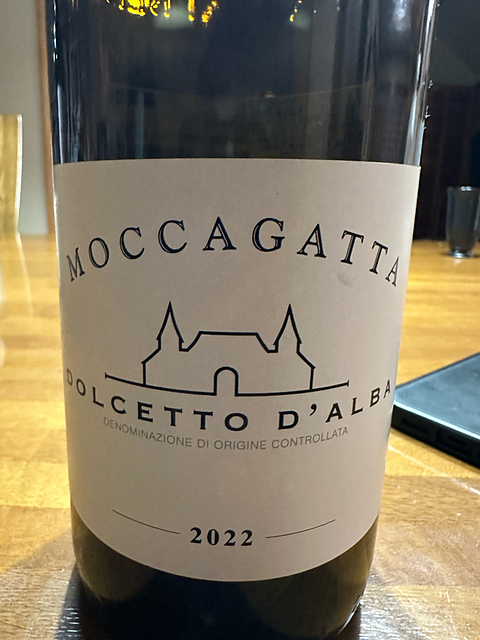 MOCCAGATTA
DOLCETTO D'ALBA
DENOMINAZIONE DI ORIGINE CONTROLLATA
2022